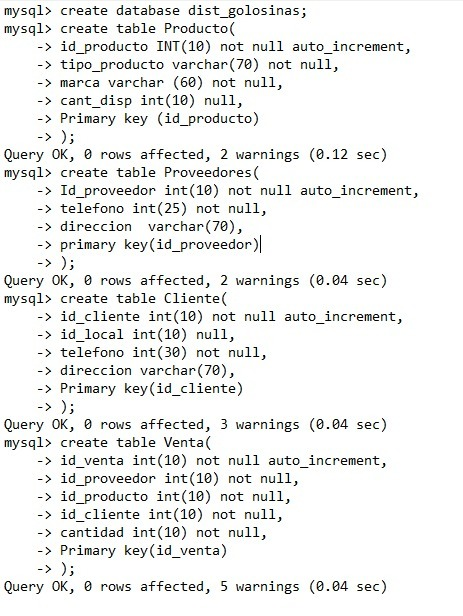 mysql> create database dist_golosinas;
mysql> create table Producto(
    -> id_producto INT(10) not null auto_increment,
    -> tipo_producto varchar(70) not null,
    -> marca varchar (60) not null,
    -> cant_disp int(10) null,
    -> Primary key (id_producto)
    -> );
Query OK, 0 rows affected, 2 warnings (0.12 sec)
mysql> create table Proveedores(
    -> Id_proveedor int(10) not null auto_increment,
    -> telefono int(25) not null,
    -> direccion  varchar(70),
    -> primary key(id_proveedor)
    -> );
Query OK, 0 rows affected, 2 warnings (0.04 sec)
mysql> create table Cliente(
    -> id_cliente int(10) not null auto_increment,
    -> id_local int(10) null,
    -> telefono int(30) not null,
    -> direccion varchar(70),
    -> Primary key(id_cliente)
    -> );
Query OK, 0 rows affected, 3 warnings (0.04 sec)
mysql> create table Venta(
    -> id_venta int(10) not null auto_increment,
    -> id_proveedor int(10) not null,
    -> id_producto int(10) not null,
    -> id_cliente int(10) not null,
    -> cantidad int(10) not null,
    -> Primary key(id_venta)
    -> );
Query OK, 0 rows affected, 5 warnings (0.04 sec)